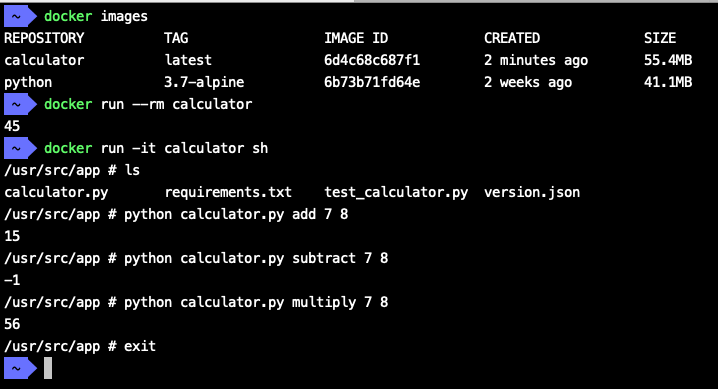 ~ docker images
REPOSITORY TAG IMAGE ID CREATED SIZE
calculator latest 6d4c68c687f1 2 minutes ago 55.4MB
python 3.7-alpine 6b73b71fd64e 2 weeks ago 41.1MB
~ docker run --rm calculator
45
~ docker run -it calculator sh
/usr/src/app # ls
calculator.py requirements.txt test_calculator.py version.json
/usr/src/app # python calculator.py add 7 8
15
/usr/src/app # python calculator.py subtract 7 8
-1
/usr/src/app # python calculator.py multiply 7 8
56
/usr/src/app # exit
~